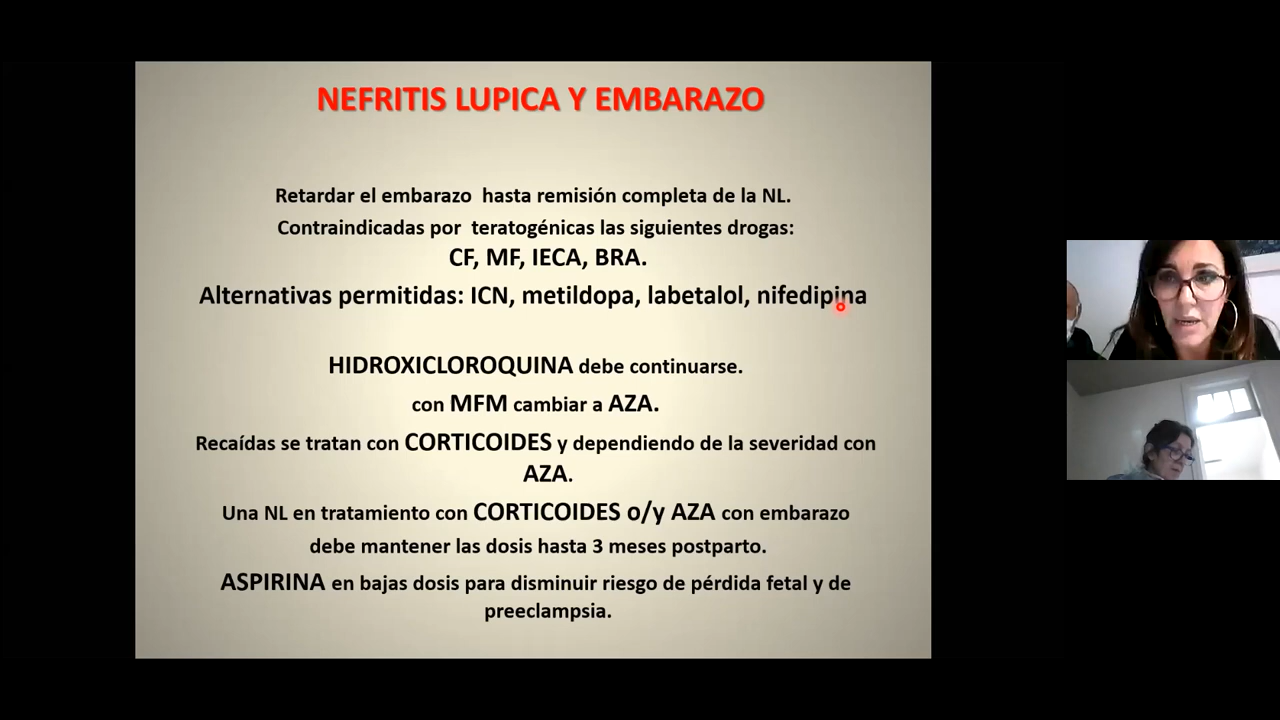 NEFRITIS LUPICA Y EMBARAZO
Retardar el embarazo hasta remisión completa de la NL.
Contraindicadas por teratogénicas las siguientes drogas:
CF, MF, IECA, BRA.
Alternativas permitidas: ICN, metildopa, labetalol, nifedipina
HIDROXICLOROQUINA debe continuarse.
con MFM cambiar a AZA.
Recaídas se tratan con CORTICOIDES y dependiendo de la severidad con
AZA.
Una NL en tratamiento con CORTICOIDES o/y AZA con embarazo
debe mantener las dosis hasta 3 meses postparto.
ASPIRINA en bajas dosis para disminuir riesgo de pérdida fetal y de
preeclampsia.